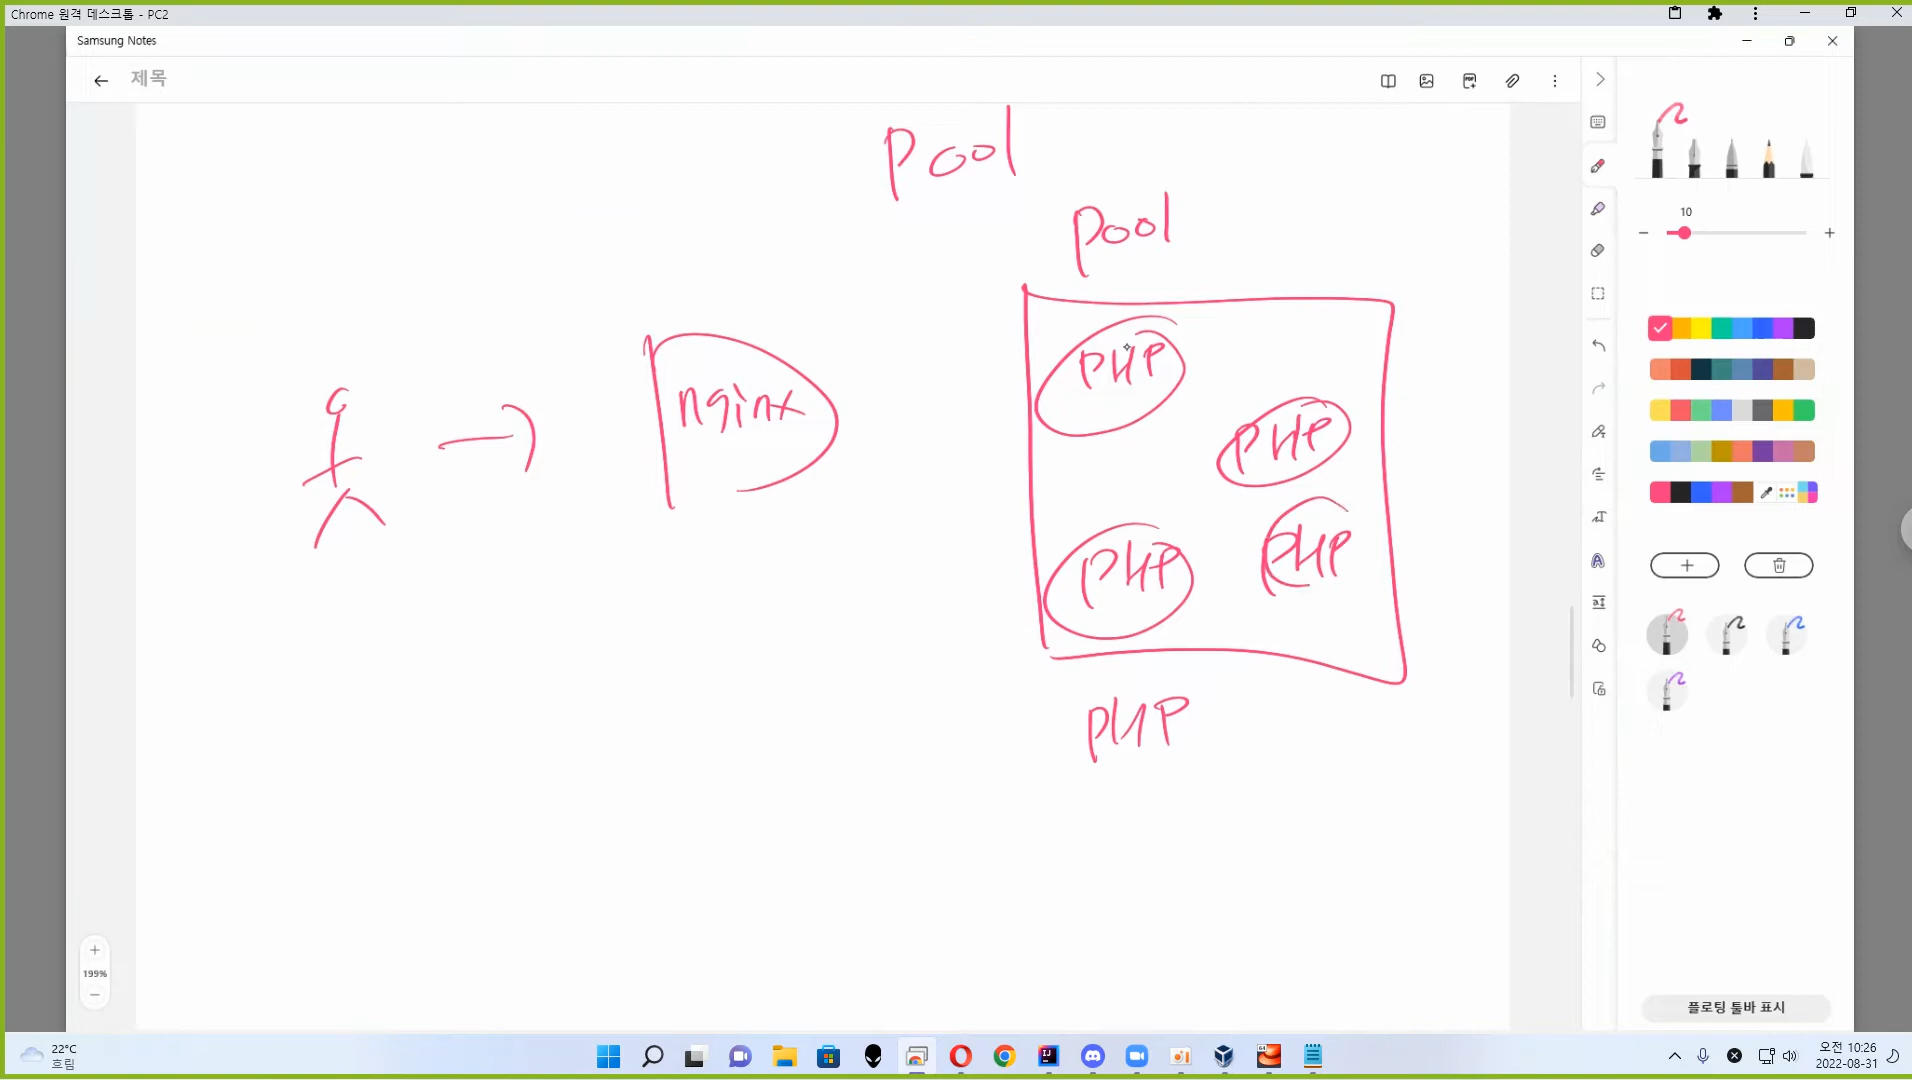 Chrome 원격 데스크톱 - PC2
Samsung Notes
제목
Pool
Pool
10
PHP
nginx
PHP
PHP
PHP
PHP
199%
플로팅 툴바 표시
22°C
흐림
오전 10:26
2022-08-31